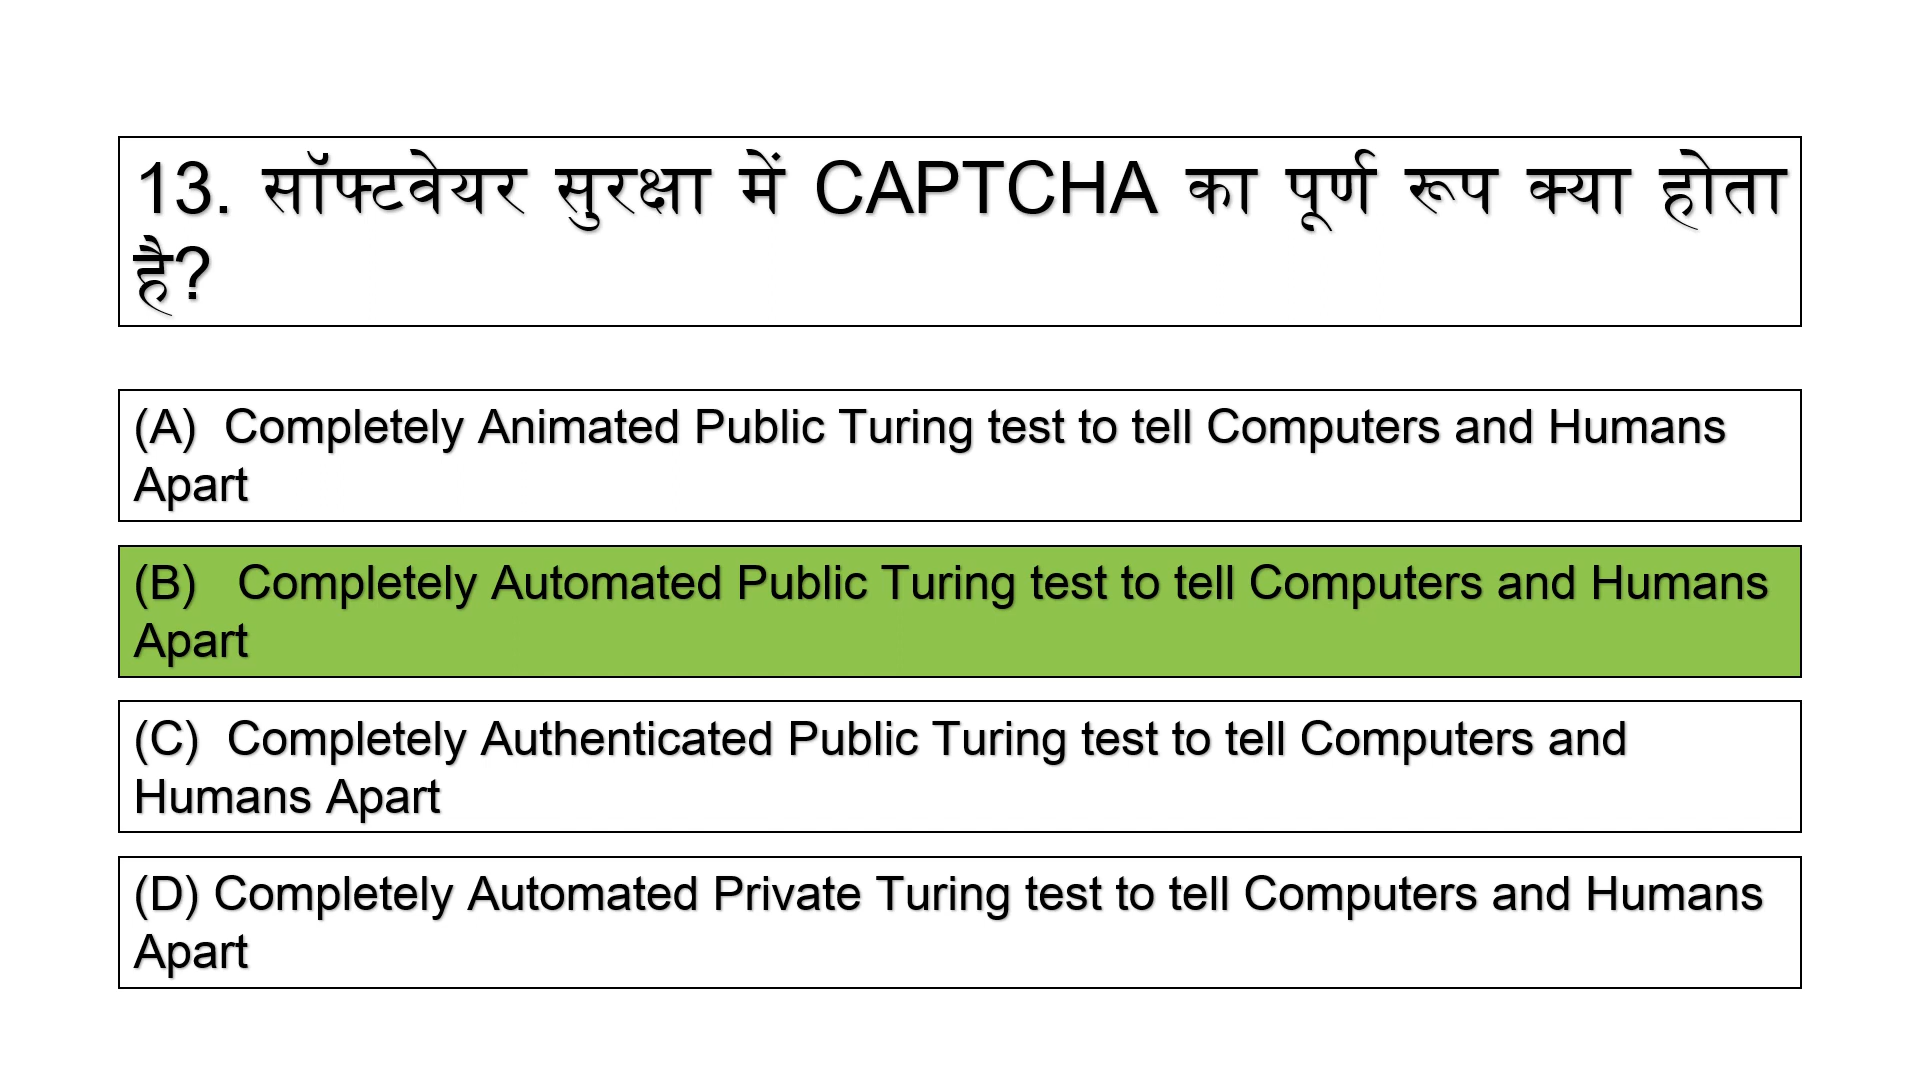 13. सॉफ्टवेयर सुरक्षा में CAPTCHA का पूर्ण रूप क्या होता
है?
(A) Completely Animated Public Turing test to tell Computers and Humans
Apart
(B) Completely Automated Public Turing test to tell Computers and Humans
Apart
(C) Completely Authenticated Public Turing test to tell Computers and
Humans Apart
(D) Completely Automated Private Turing test to tell Computers and Humans
Apart